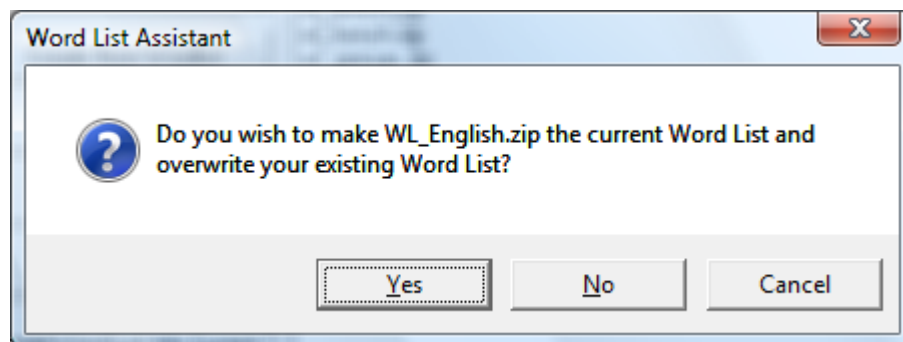 Word List Assistant
Do you wish to make WL_English.zip the current Word List and
overwrite your existing Word List?
Yes No Cancel